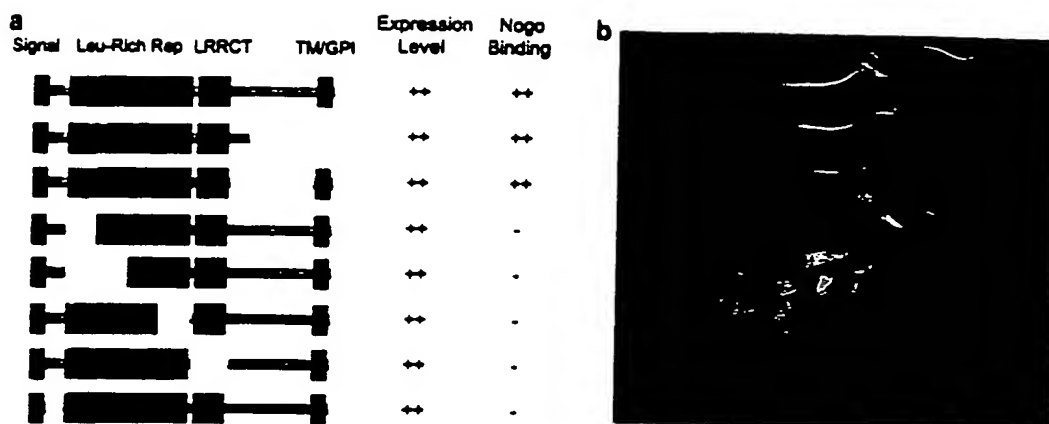 a
Expression Nogo
Signal Leu-Rich Rep LRRCT TM/GPI Level Binding
++ ++
++ ++
++ ++
++ -
++ -
++ -
++ -
++ -
b